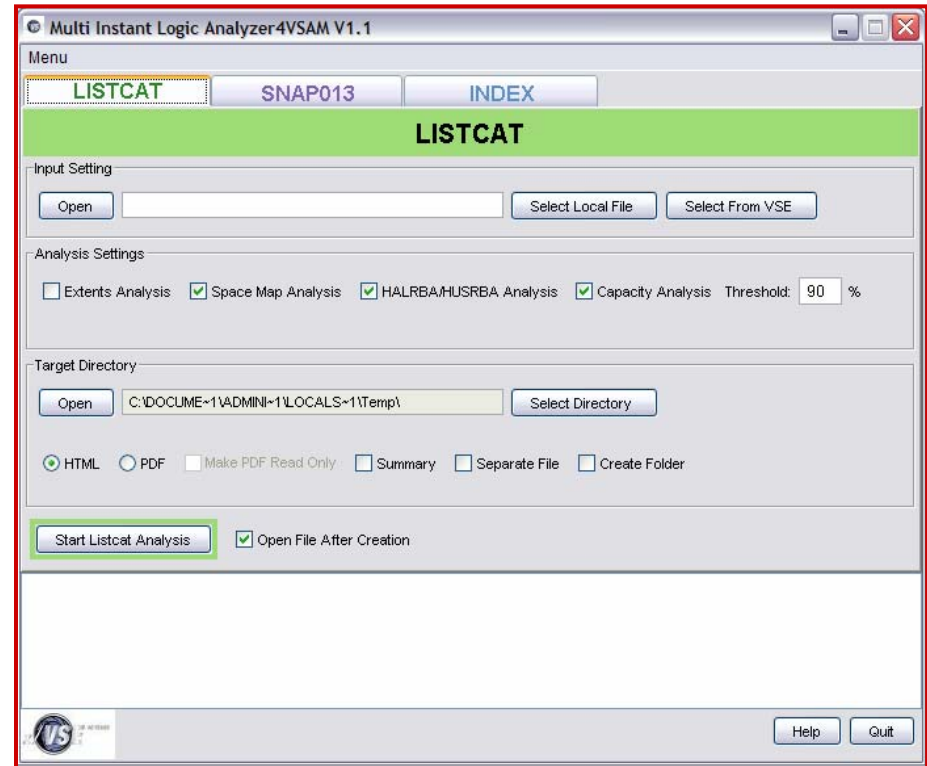 Multi Instant Logic Analyzer4VSAM V1.1
Menu
LISTCAT SNAP013 INDEX
LISTCAT
Input Setting
Open Select Local File Select From VSE
Analysis Settings
Extents Analysis Space Map Analysis HALRBA/HUSRBA Analysis Capacity Analysis Threshold: 90 %
Target Directory
Open C:\DOCUME~1\ADMINI~1\LOCALS~1\Temp\ Select Directory
HTML PDF Make PDF Read Only Summary Separate File Create Folder
Start Listcat Analysis Open File After Creation
VS
Help Quit